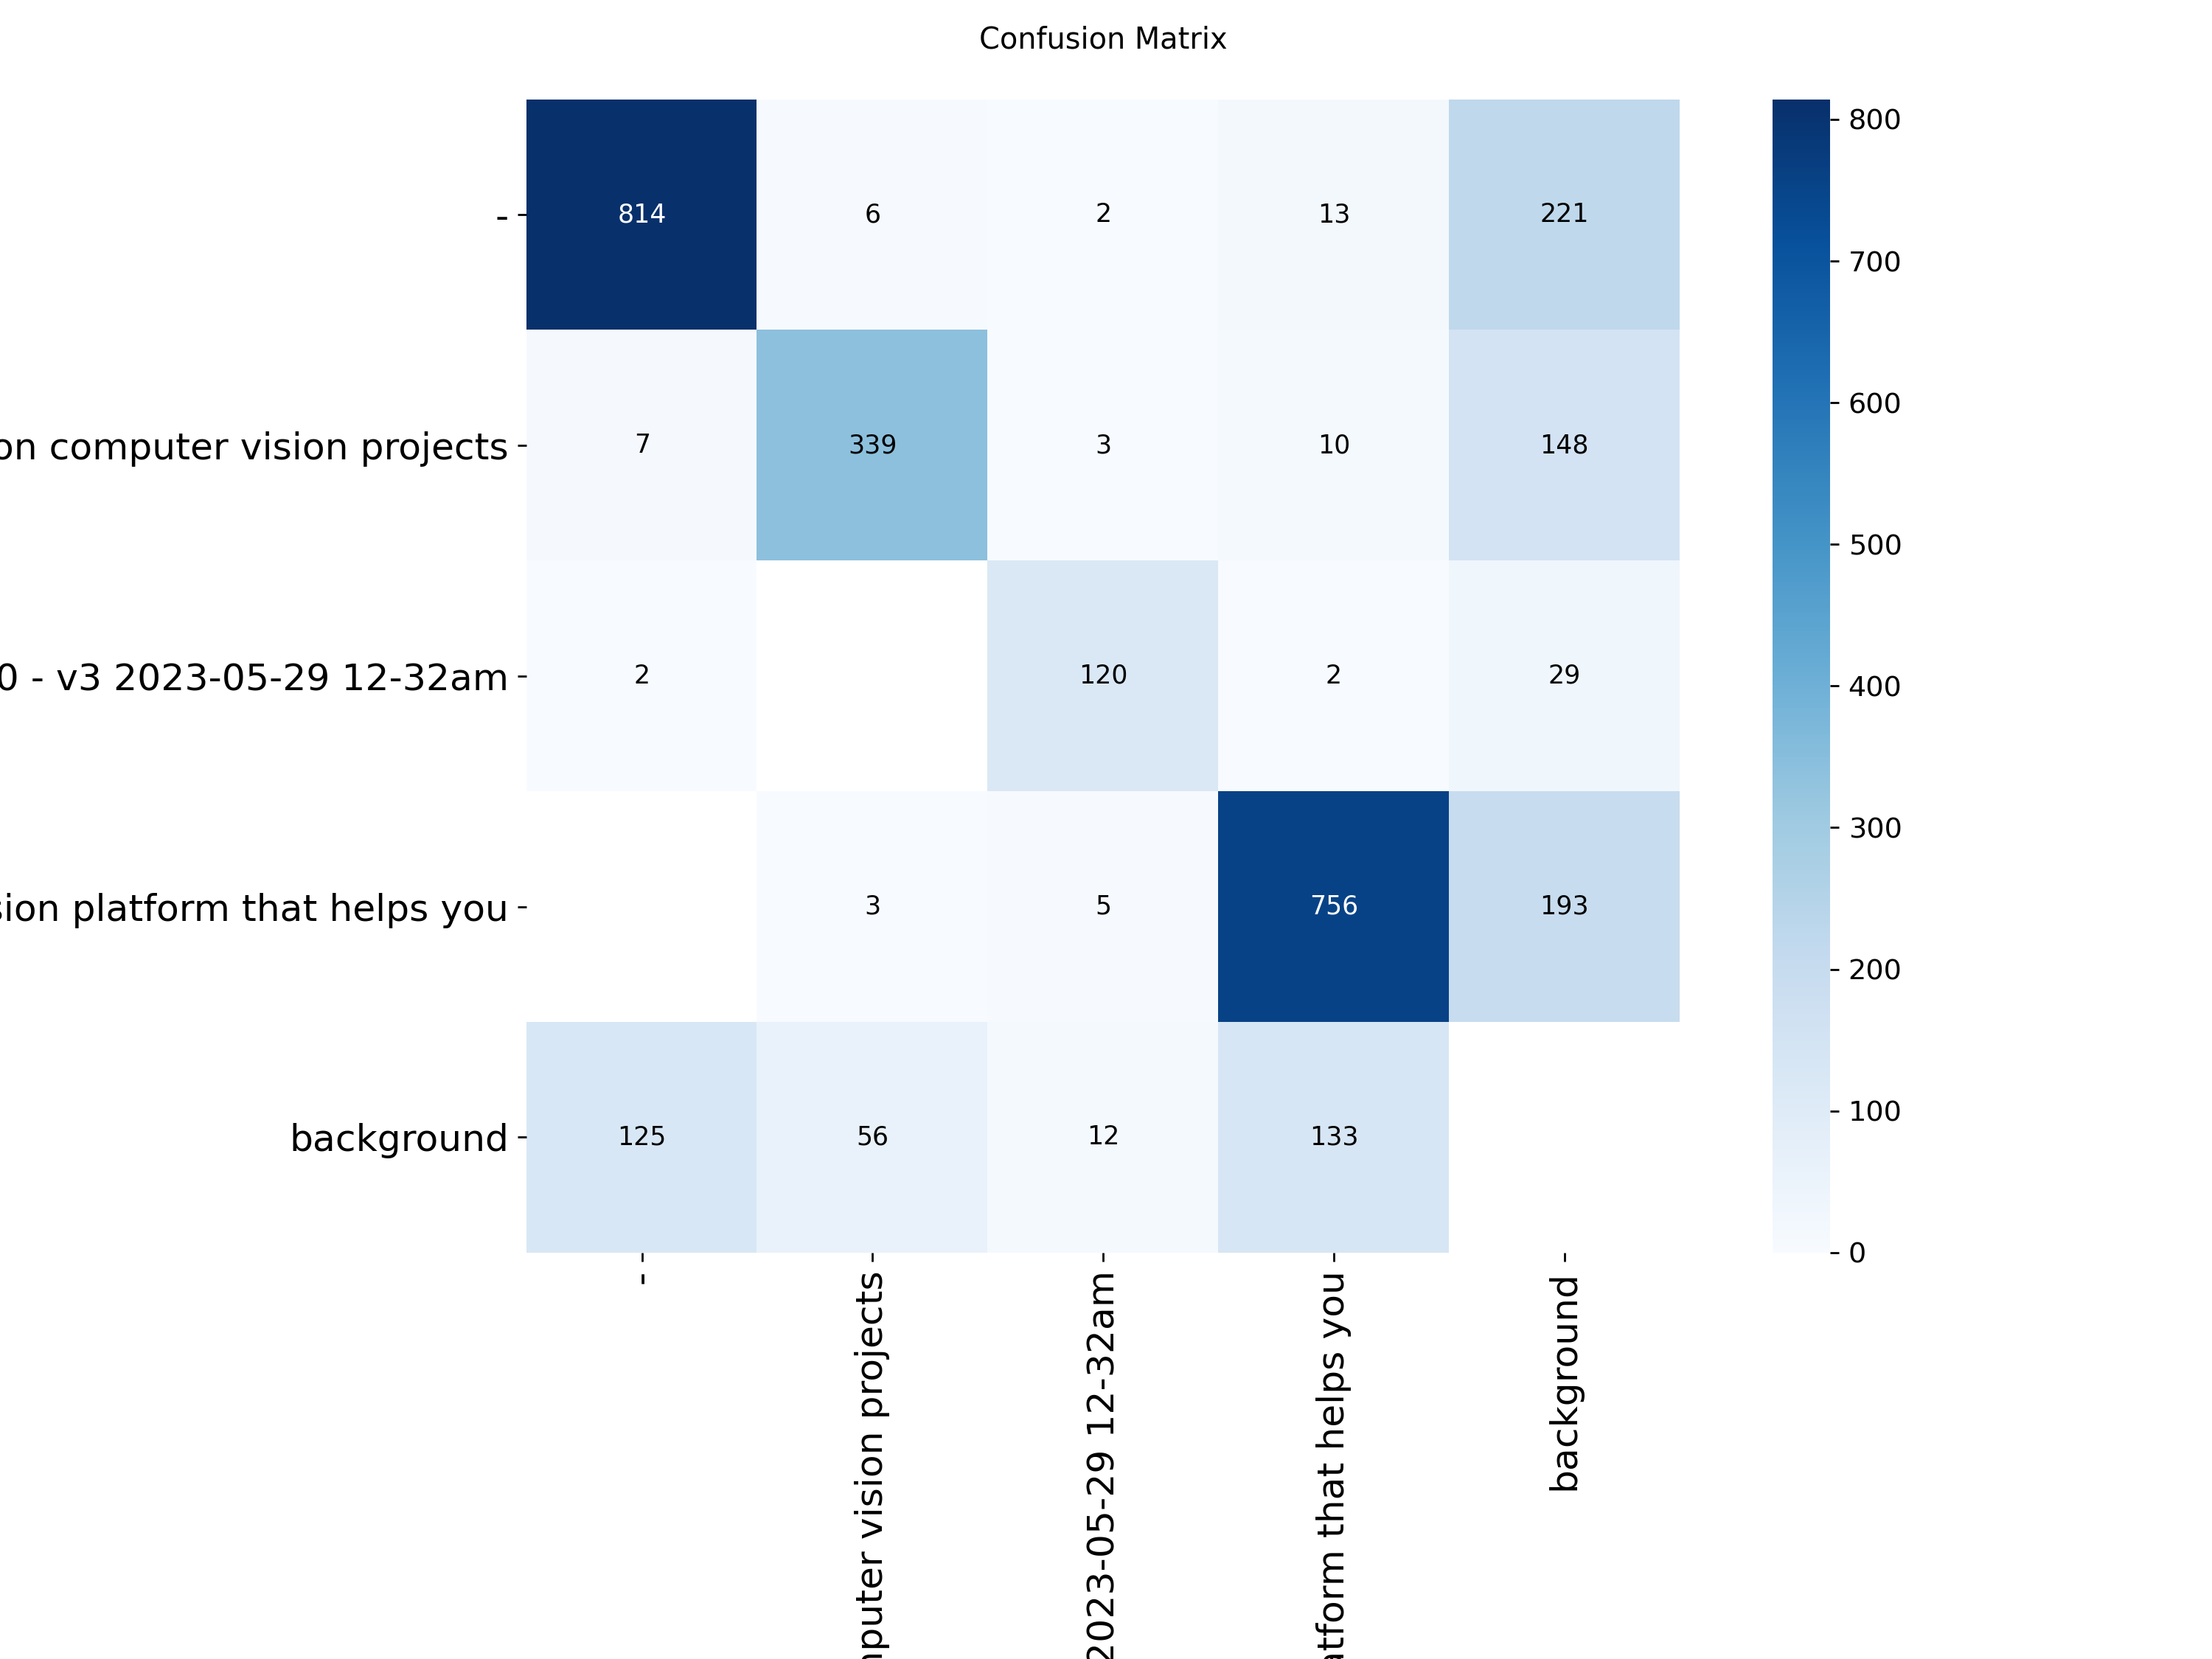 Confusion Matrix
- 814 6 2 13 221
on computer vision projects 7 339 3 10 148
0 - v3 2023-05-29 12-32am 2 120 2 29
sion platform that helps you 3 5 756 193
background 125 56 12 133
800
700
600
500
400
300
200
100
0
-
mputer vision projects
2023-05-29 12-32am
atform that helps you
background